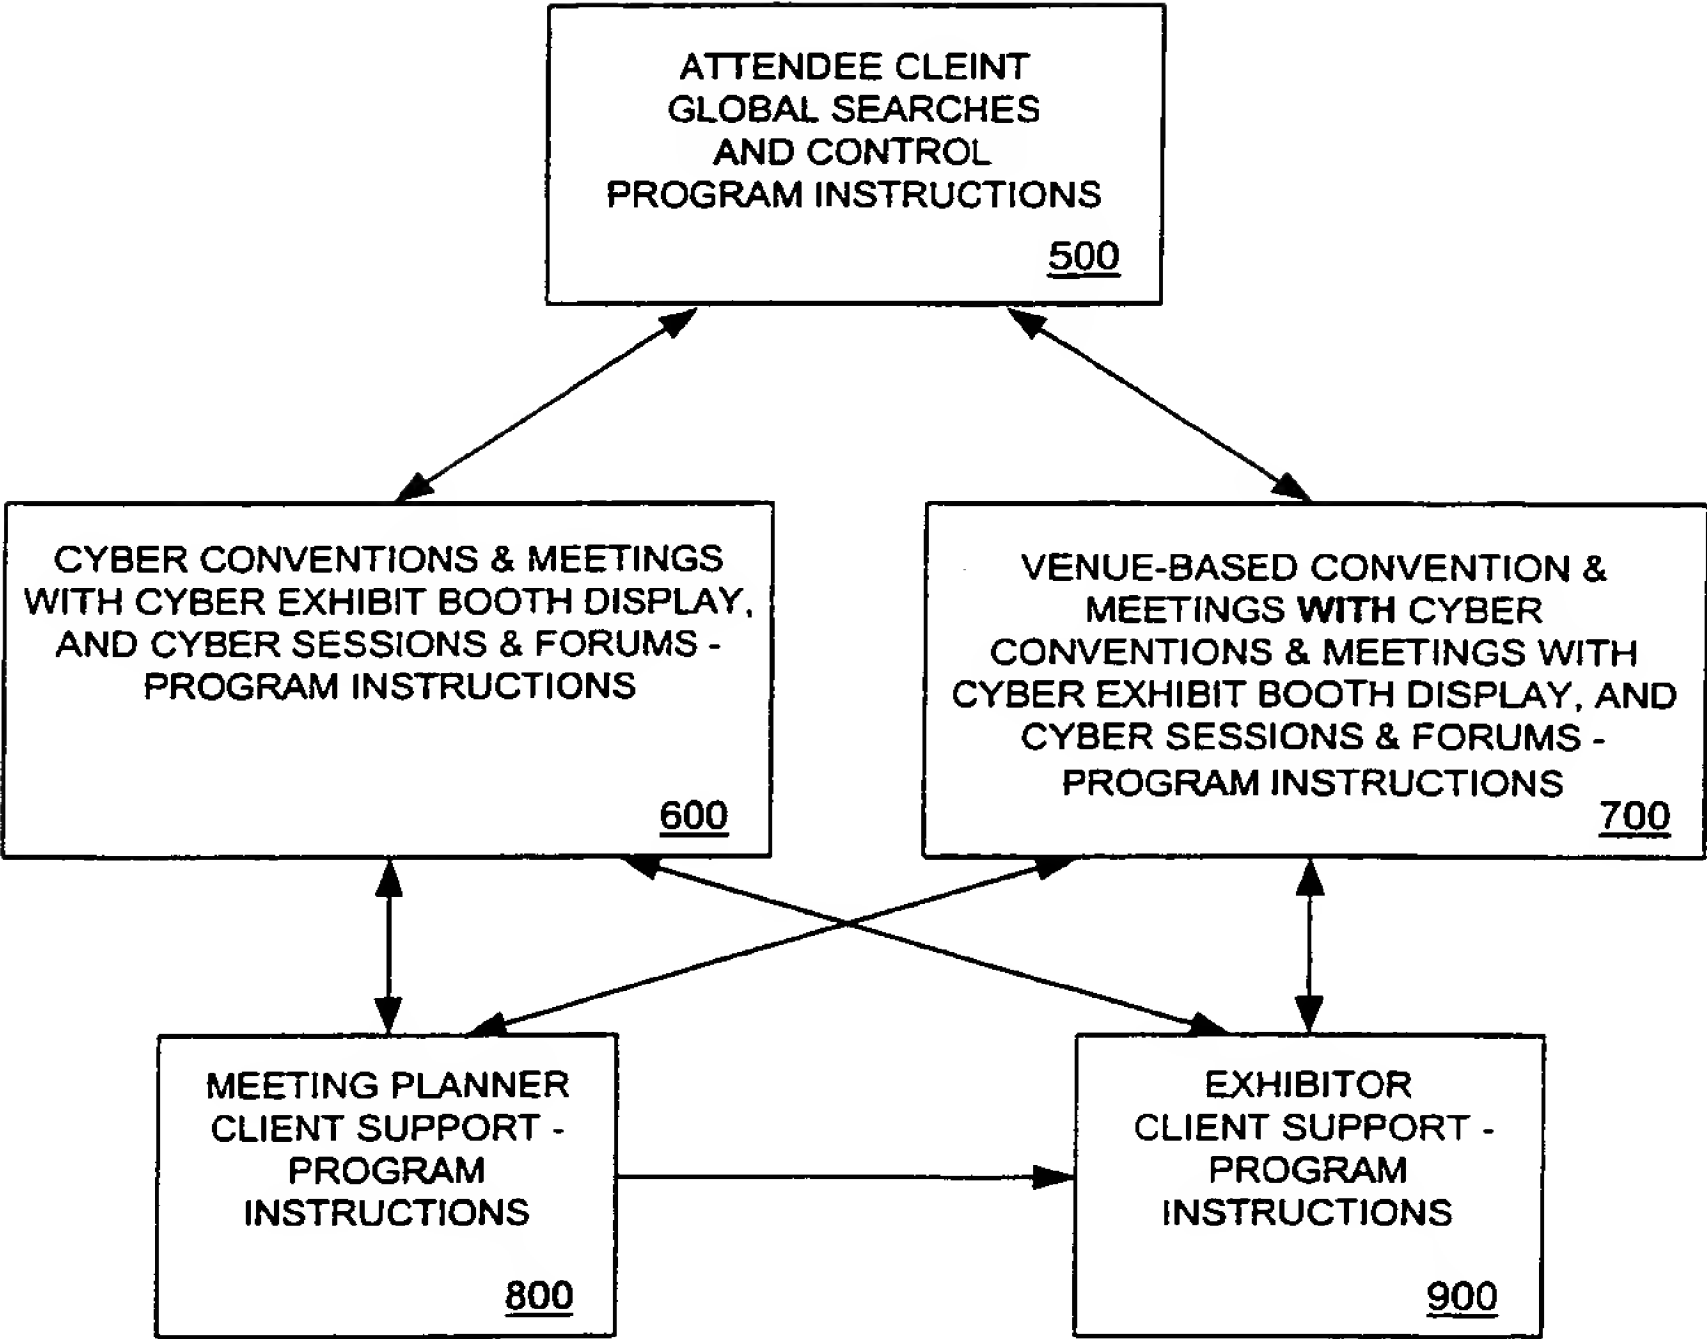 ATTENDEE CLEINT
GLOBAL SEARCHES
AND CONTROL
PROGRAM INSTRUCTIONS
500
CYBER CONVENTIONS & MEETINGS
WITH CYBER EXHIBIT BOOTH DISPLAY,
AND CYBER SESSIONS & FORUMS -
PROGRAM INSTRUCTIONS
600
VENUE-BASED CONVENTION &
MEETINGS WITH CYBER
CONVENTIONS & MEETINGS WITH
CYBER EXHIBIT BOOTH DISPLAY, AND
CYBER SESSIONS & FORUMS -
PROGRAM INSTRUCTIONS
700
MEETING PLANNER
CLIENT SUPPORT -
PROGRAM
INSTRUCTIONS
800
EXHIBITOR
CLIENT SUPPORT -
PROGRAM
INSTRUCTIONS
900